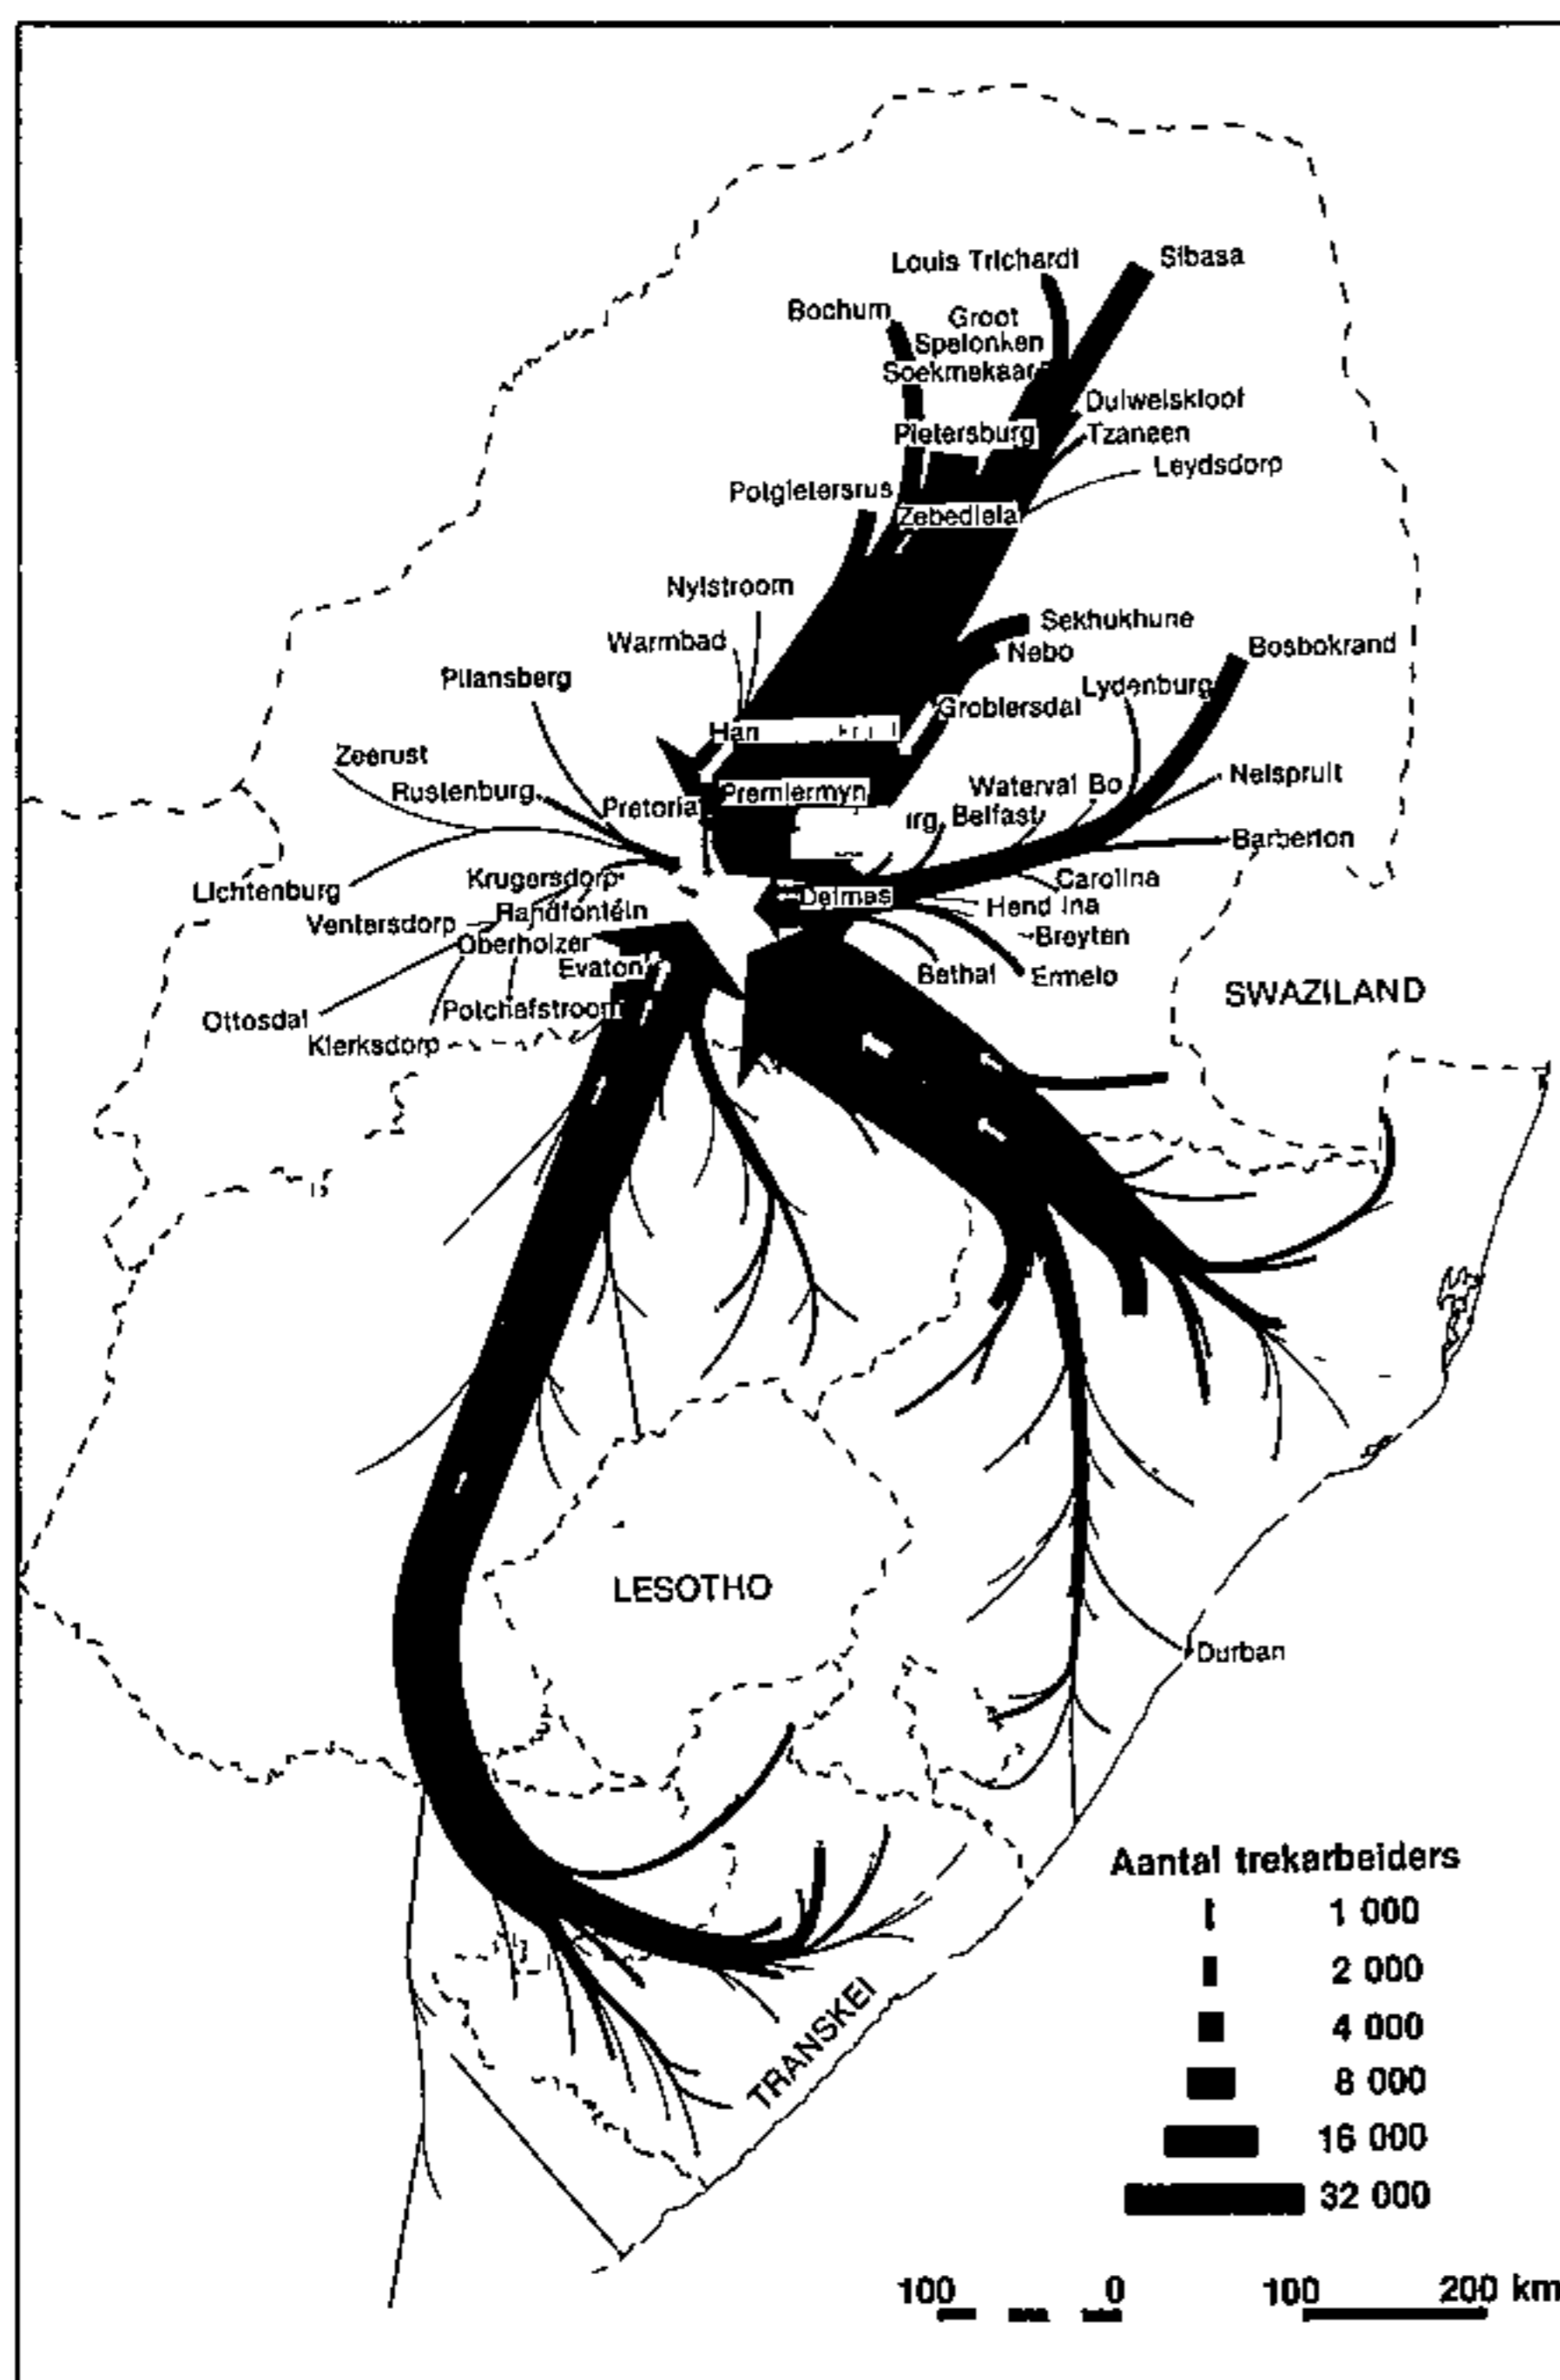 Louis Trichardt
Sibasa
Bochum
Groot
Spelonken
Soekmekaar
Duiwelskloof
Pietersburg
Tzaneen
Leydsdorp
Potgietersrus
Zebediela
Nylstroom
Sekhukhune
Warmbad
Nebo
Bosbokrand
Pilansberg
Lydenburg
Groblersdal
Han
Zeerust
Nelspruit
Rustenburg
Waterval Bo
Pretoria
Premiermyn
Belfast
Barberton
Krugersdorp
Carolina
Lichtenburg
Delmas
Hend ina
Randfontein
Ventersdorp
Breyten
Oberholzer
Evaton
Bethal
Ermelo
SWAZILAND
Potchefstroom
Ottosdal
Klerksdorp
LESOTHO
Durban
TRANSKEI
Aantal trekarbeiders
1 000
2 000
4 000
8 000
16 000
32 000
100 0 100 200 km